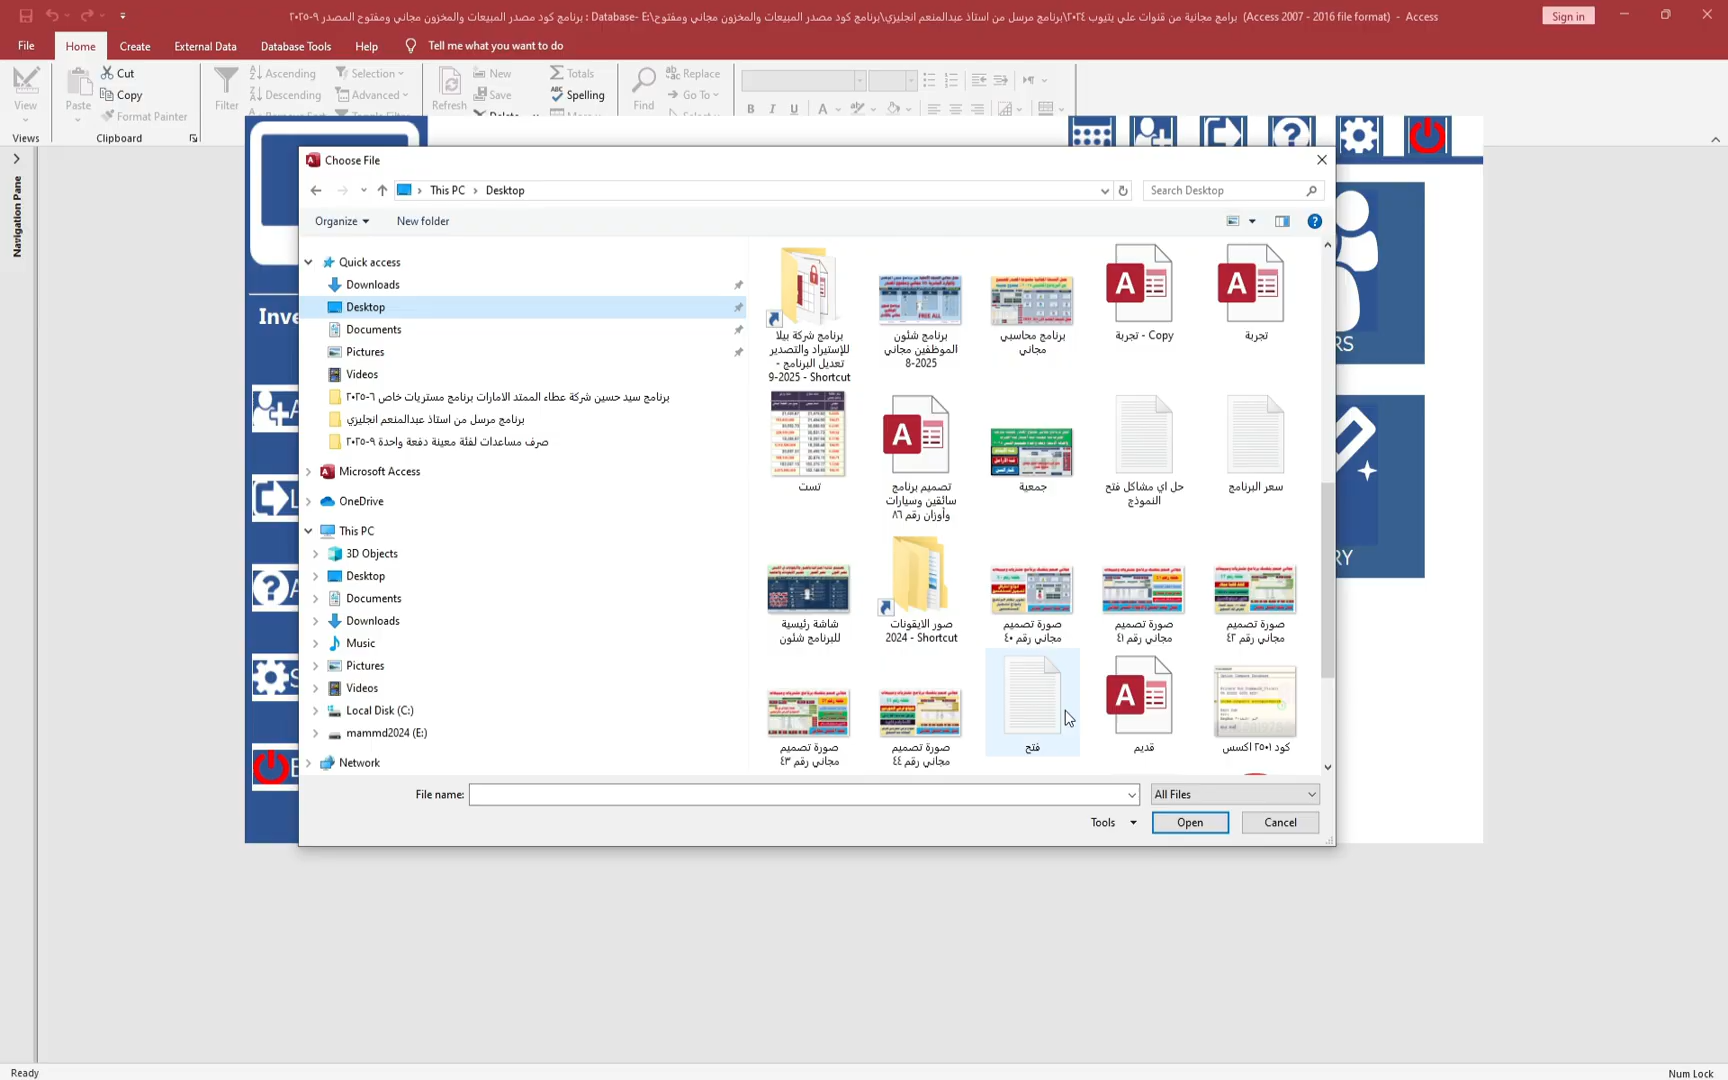 برنامج كود مصدر المبيعات والمخزون مجاني ومفتوح المصدر ٩-٢٠٢٥ : Database- E:\برامج مجانية من قنوات علي يتيوب ٢٠٢٤\برنامج مرسل من استاذ عبدالمنعم انجليزي\برنامج كود مصدر المبيعات والمخزون مجاني ومفتوح (Access 2007 - 2016 file format) - Access
Sign in
File
Home
Create
External Data
Database Tools
Help
Tell me what you want to do
View
Paste
Cut
Copy
Format Painter
Filter
Ascending
Descending
Selection
Advanced
Refresh
New
Save
Totals
Spelling
Find
Replace
Go To
B I U
Views
Clipboard
Navigation Pane
Choose File
This PC
Desktop
Search Desktop
Organize
New folder
Quick access
Downloads
Desktop
Documents
Pictures
Videos
برنامج سيد حسين شركة عطاء الممتد الامارات برنامج مستريات خاص ٦-٢٠٢٥
برنامج مرسل من استاذ عبدالمنعم انجليزي
صرف مساعدات لفئة معينة دفعة واحدة ٩-٢٠٢٥
Microsoft Access
OneDrive
This PC
3D Objects
Desktop
Documents
Downloads
Music
Pictures
Videos
Local Disk (C:)
mammd2024 (E:)
Network
برنامج شركة بيلا
للإستيراد والتصدير
تعديل البرنامج -
9-2025 - Shortcut
برنامج شئون
الموظفين مجاني
8-2025
برنامج محاسبي
مجاني
تجربة - Copy
تجربة
تست
تصميم برنامج
سائقين وسيارات
وأوزان رقم ٨٦
جمعية
حل اي مشاكل فتح
النموذج
سعر البرنامج
شاشة رئيسية
للبرنامج شئون
صور الايقونات
2024 - Shortcut
صورة تصميم
مجاني رقم ٤٠
صورة تصميم
مجاني رقم ٤١
صورة تصميم
مجاني رقم ٤٢
صورة تصميم
مجاني رقم ٤٣
صورة تصميم
مجاني رقم ٤٤
فتح
قديم
كود ٢٥٠١ اكسس
File name:
All Files
Tools
Open
Cancel
Inve
RS
RY
Ready
Num Lock